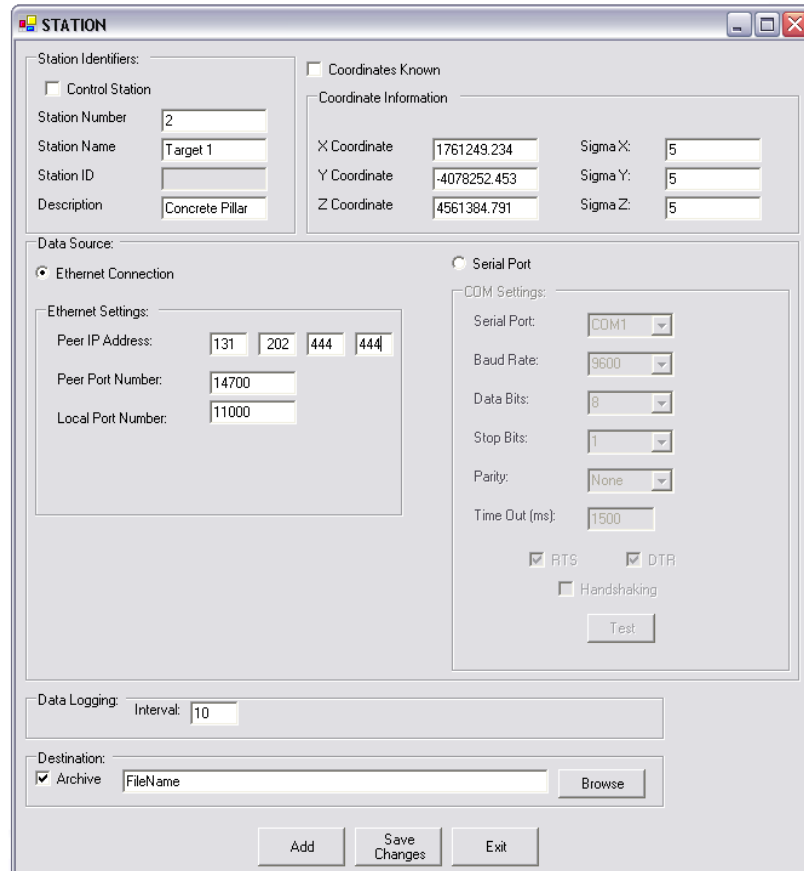 STATION
Station Identifiers:
Control Station
Station Number 2
Station Name Target 1
Station ID
Description Concrete Pillar
Coordinates Known
Coordinate Information
X Coordinate 1761249.234 Sigma X: 5
Y Coordinate -4078252.453 Sigma Y: 5
Z Coordinate 4561384.791 Sigma Z: 5
Data Source:
Ethernet Connection
Ethernet Settings:
Peer IP Address: 131 202 444 444
Peer Port Number: 14700
Local Port Number: 11000
Serial Port
COM Settings:
Serial Port: COM1
Baud Rate: 9600
Data Bits: 8
Stop Bits: 1
Parity: None
Time Out (ms): 1500
RTS DTR
Handshaking
Test
Data Logging:
Interval: 10
Destination:
Archive FileName Browse
Add Save Changes Exit